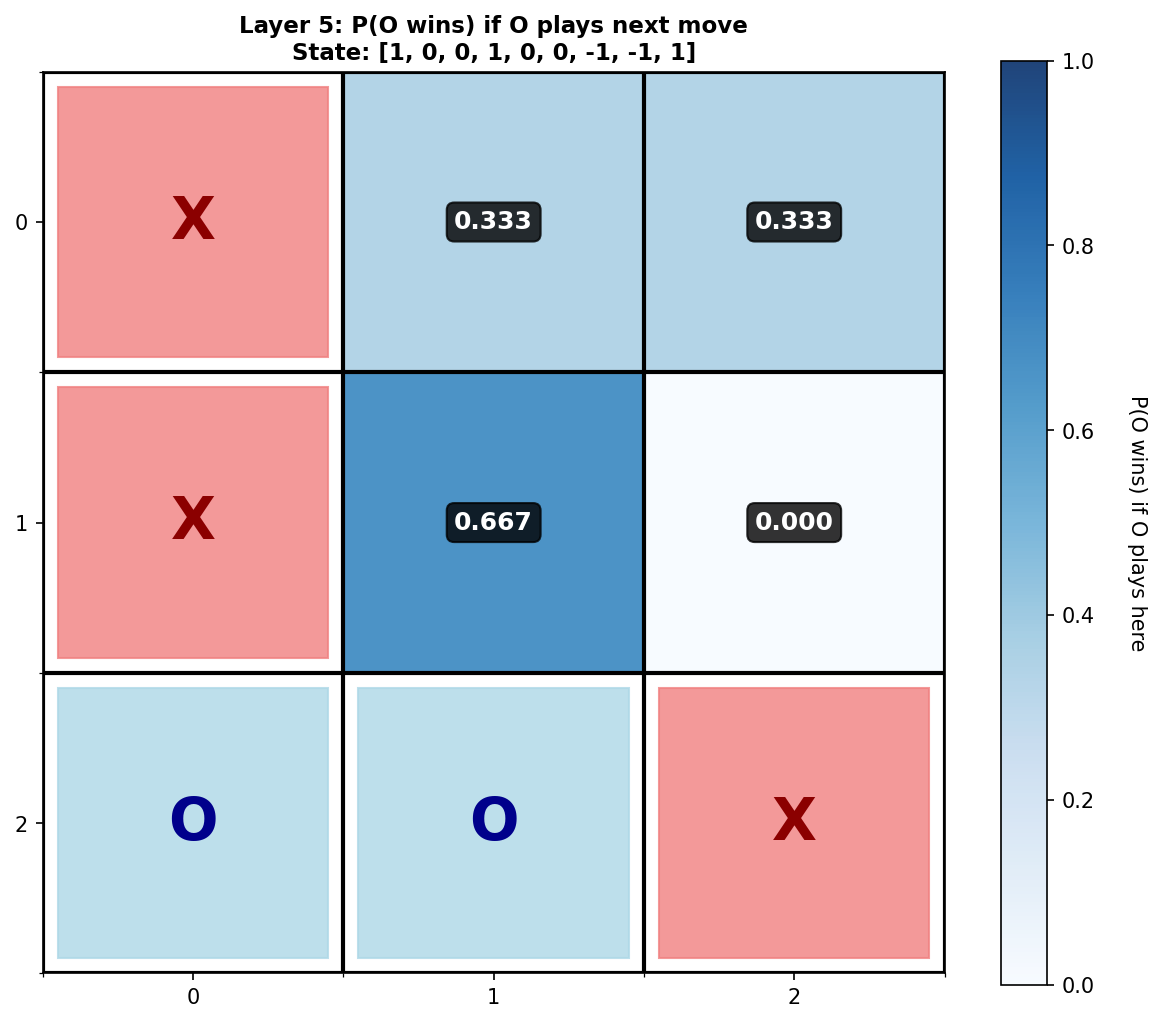 Layer 5: P(O wins) if O plays next move
State: [1, 0, 0, 1, 0, 0, -1, -1, 1]
0
X
0.333
0.333
1
X
0.667
0.000
2
O
O
X
0
1
2
1.0
0.8
0.6
0.4
0.2
0.0
P(O wins) if O plays here